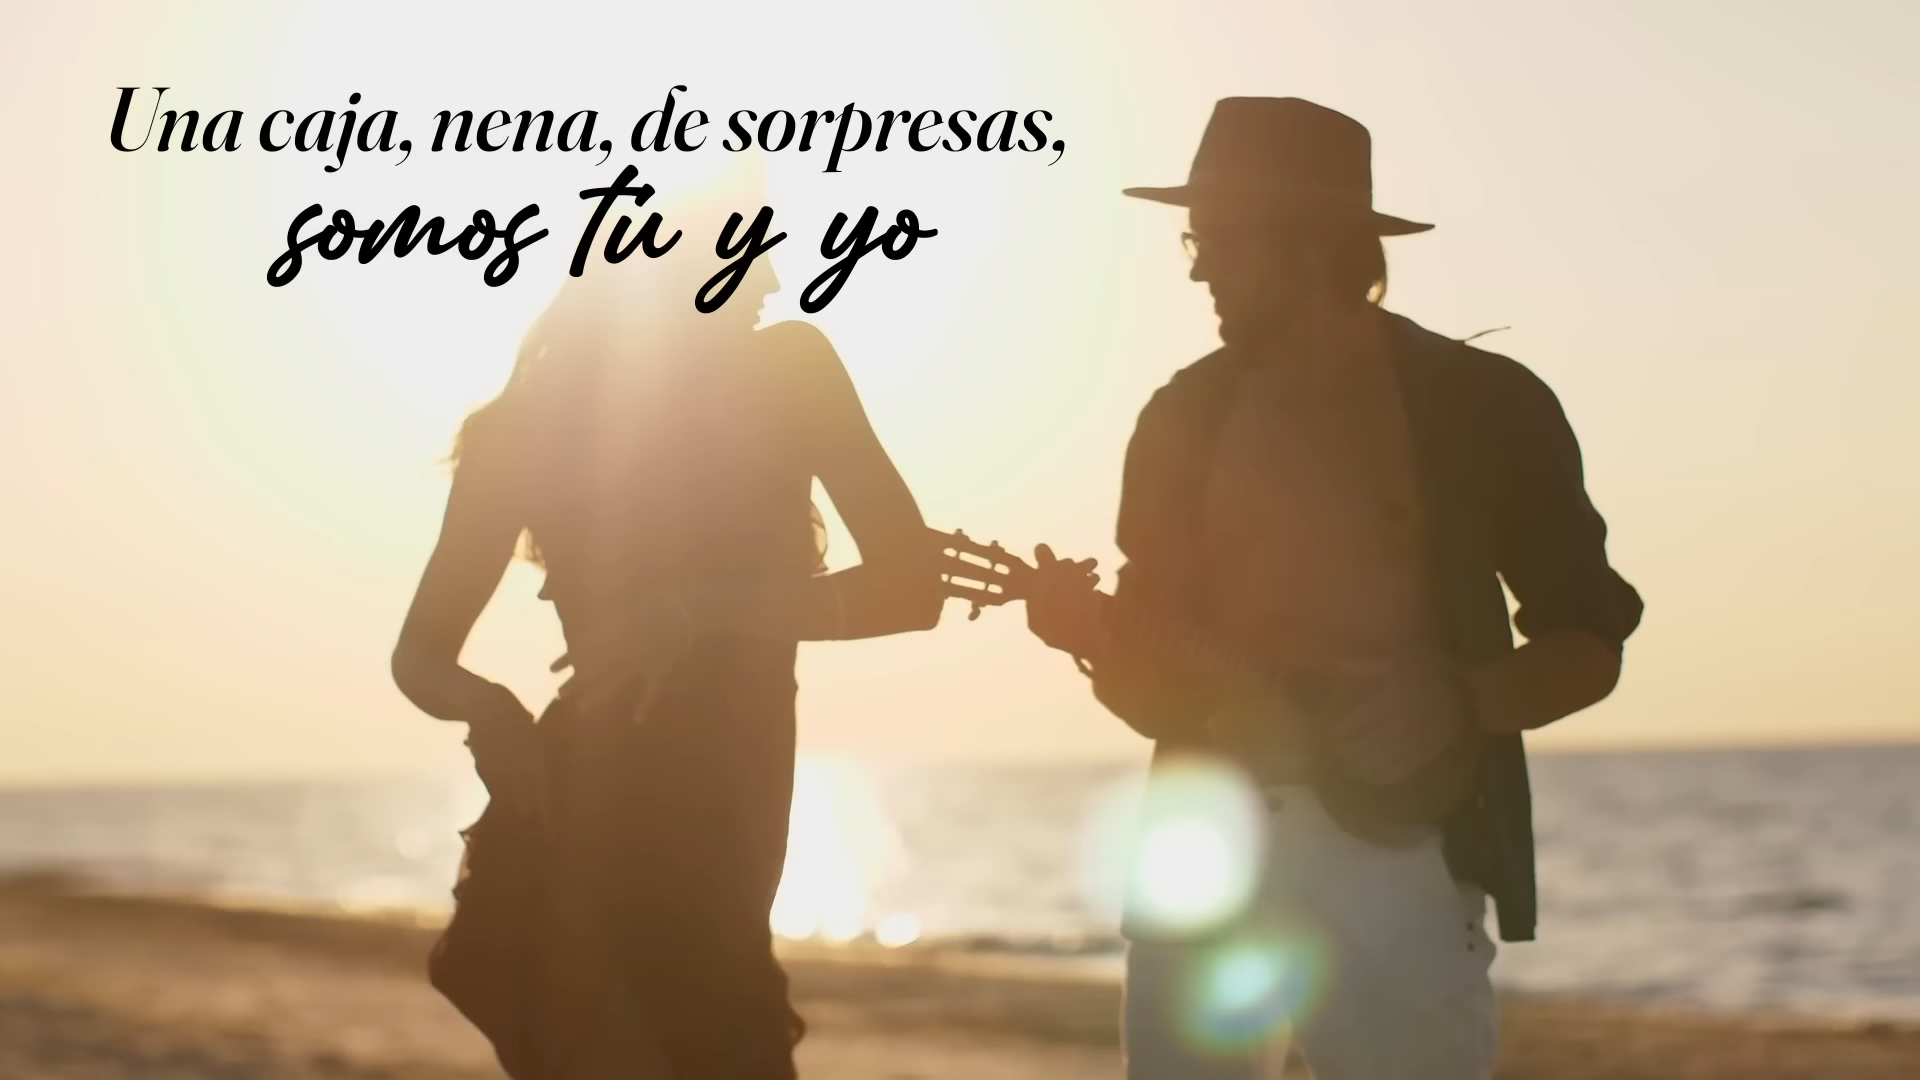 Una caja, nena, de sorpresas,
somos tú y yo